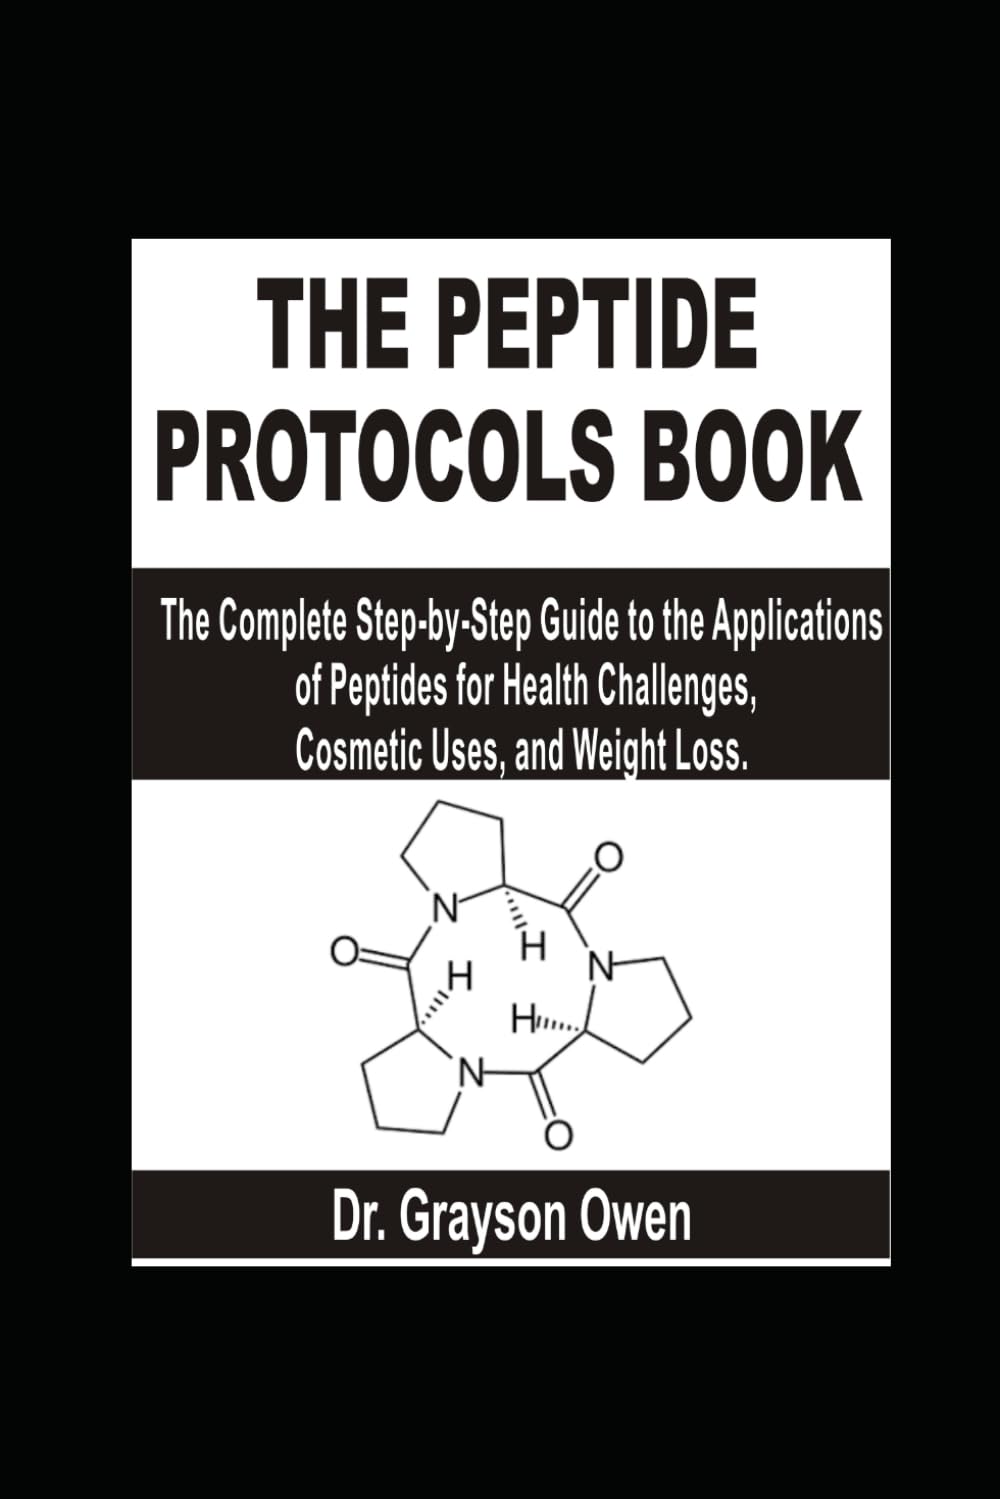 THE PEPTIDE
PROTOCOLS BOOK
The Complete Step-by-Step Guide to the Applications
of Peptides for Health Challenges,
Cosmetic Uses, and Weight Loss.
O
N
H
O
H
N
H
N
O
Dr. Grayson Owen